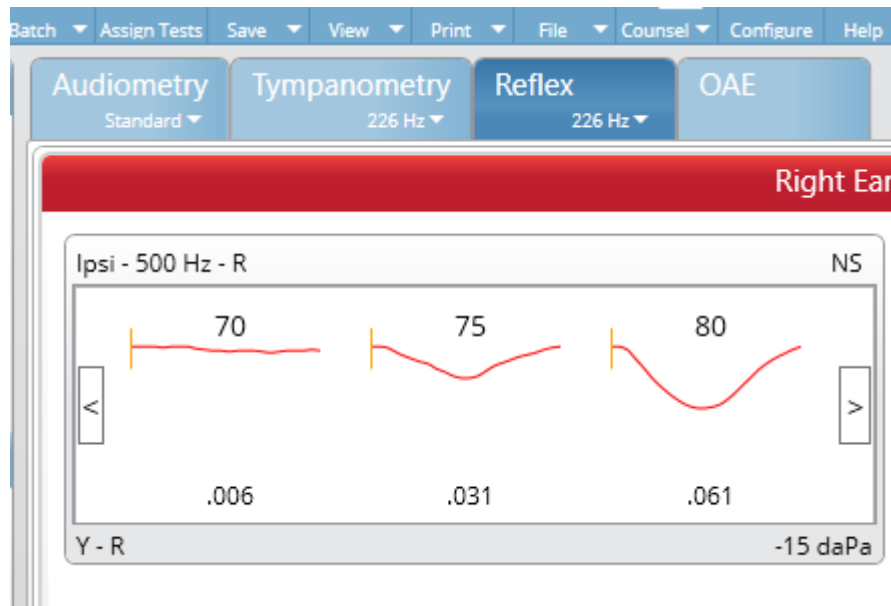 Batch Assign Tests Save View Print File Counsel Configure Help
Audiometry Tympanometry Reflex OAE
Standard 226 Hz 226 Hz
Right Ear
Ipsi - 500 Hz - R NS
70 75 80
< >
.006 .031 .061
Y - R -15 daPa